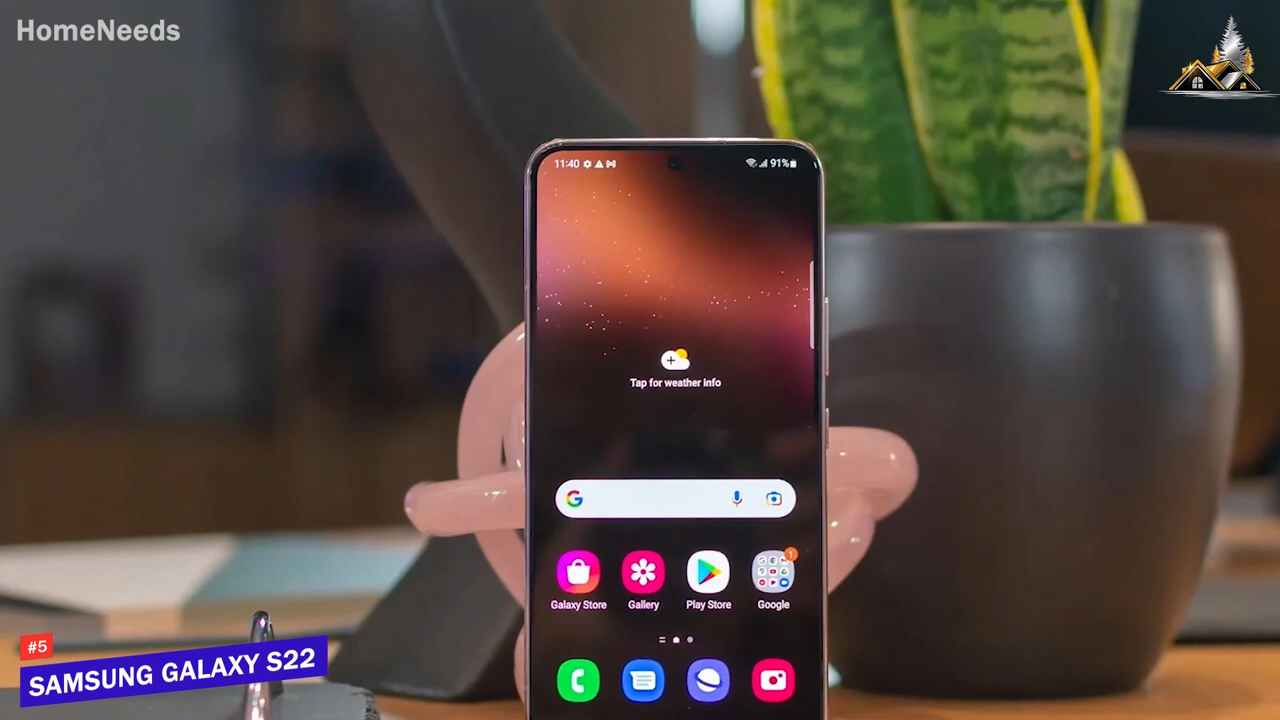 HomeNeeds
11:40
91%
Tap for weather info
G
1
Galaxy Store
Gallery
Play Store
Google
#5
SAMSUNG GALAXY S22